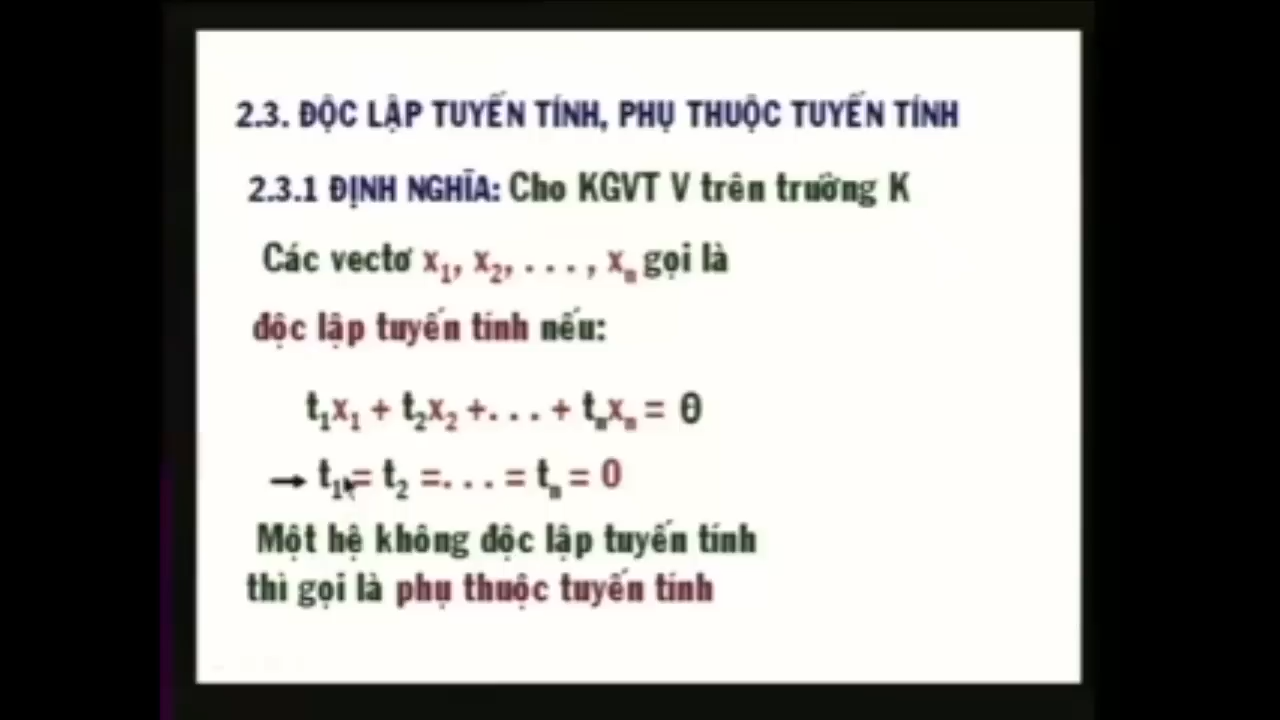 2.3. ĐỘC LẬP TUYẾN TÍNH, PHỤ THUỘC TUYẾN TÍNH
2.3.1 ĐỊNH NGHĨA: Cho KGVT V trên trường K
Các vectơ x₁, x₂, . . . , xₙ gọi là
độc lập tuyến tính nếu:
t₁x₁ + t₂x₂ +. . . + tₙxₙ = θ
→ t₁= t₂ =. . . = tₙ = 0
Một hệ không độc lập tuyến tính
thì gọi là phụ thuộc tuyến tính